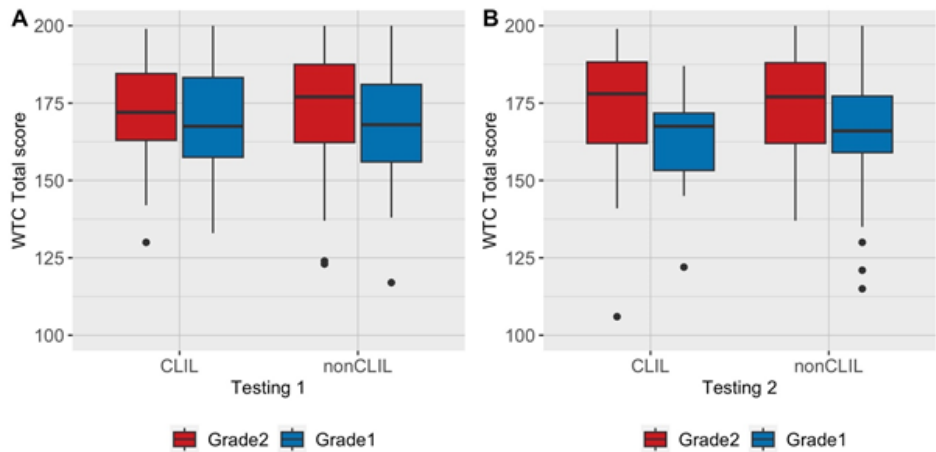 A
WTC Total score
200
175
150
125
100
CLIL
nonCLIL
Testing 1
Grade2
Grade1
B
WTC Total score
200
175
150
125
100
CLIL
nonCLIL
Testing 2
Grade2
Grade1